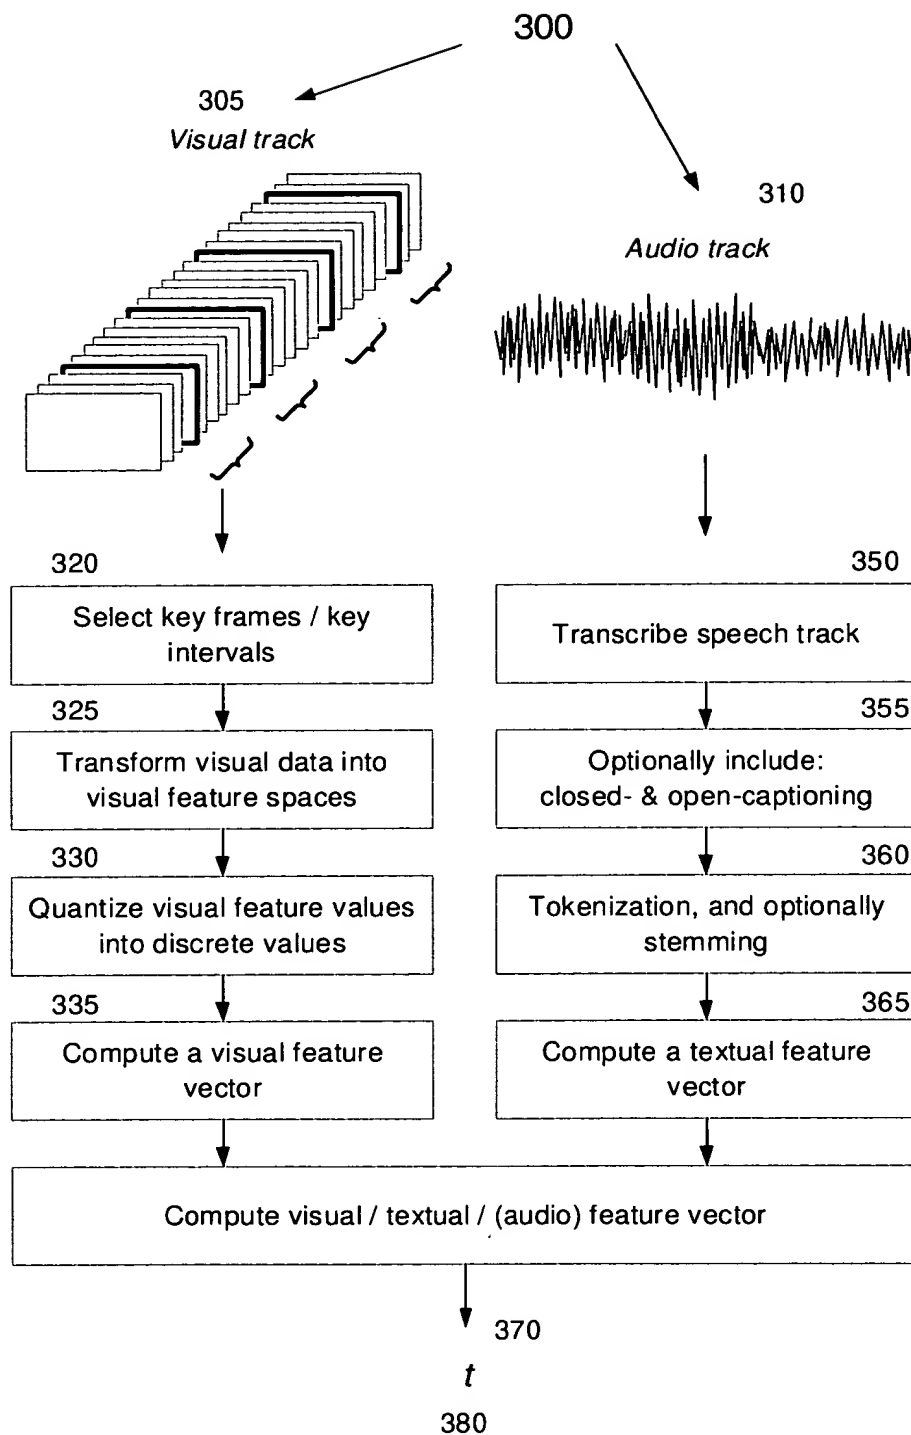 300
305
Visual track
310
Audio track
320
Select key frames / key
intervals
325
Transform visual data into
visual feature spaces
330
Quantize visual feature values
into discrete values
335
Compute a visual feature
vector
350
Transcribe speech track
355
Optionally include:
closed- & open-captioning
360
Tokenization, and optionally
stemming
365
Compute a textual feature
vector
Compute visual / textual / (audio) feature vector
370
t
380